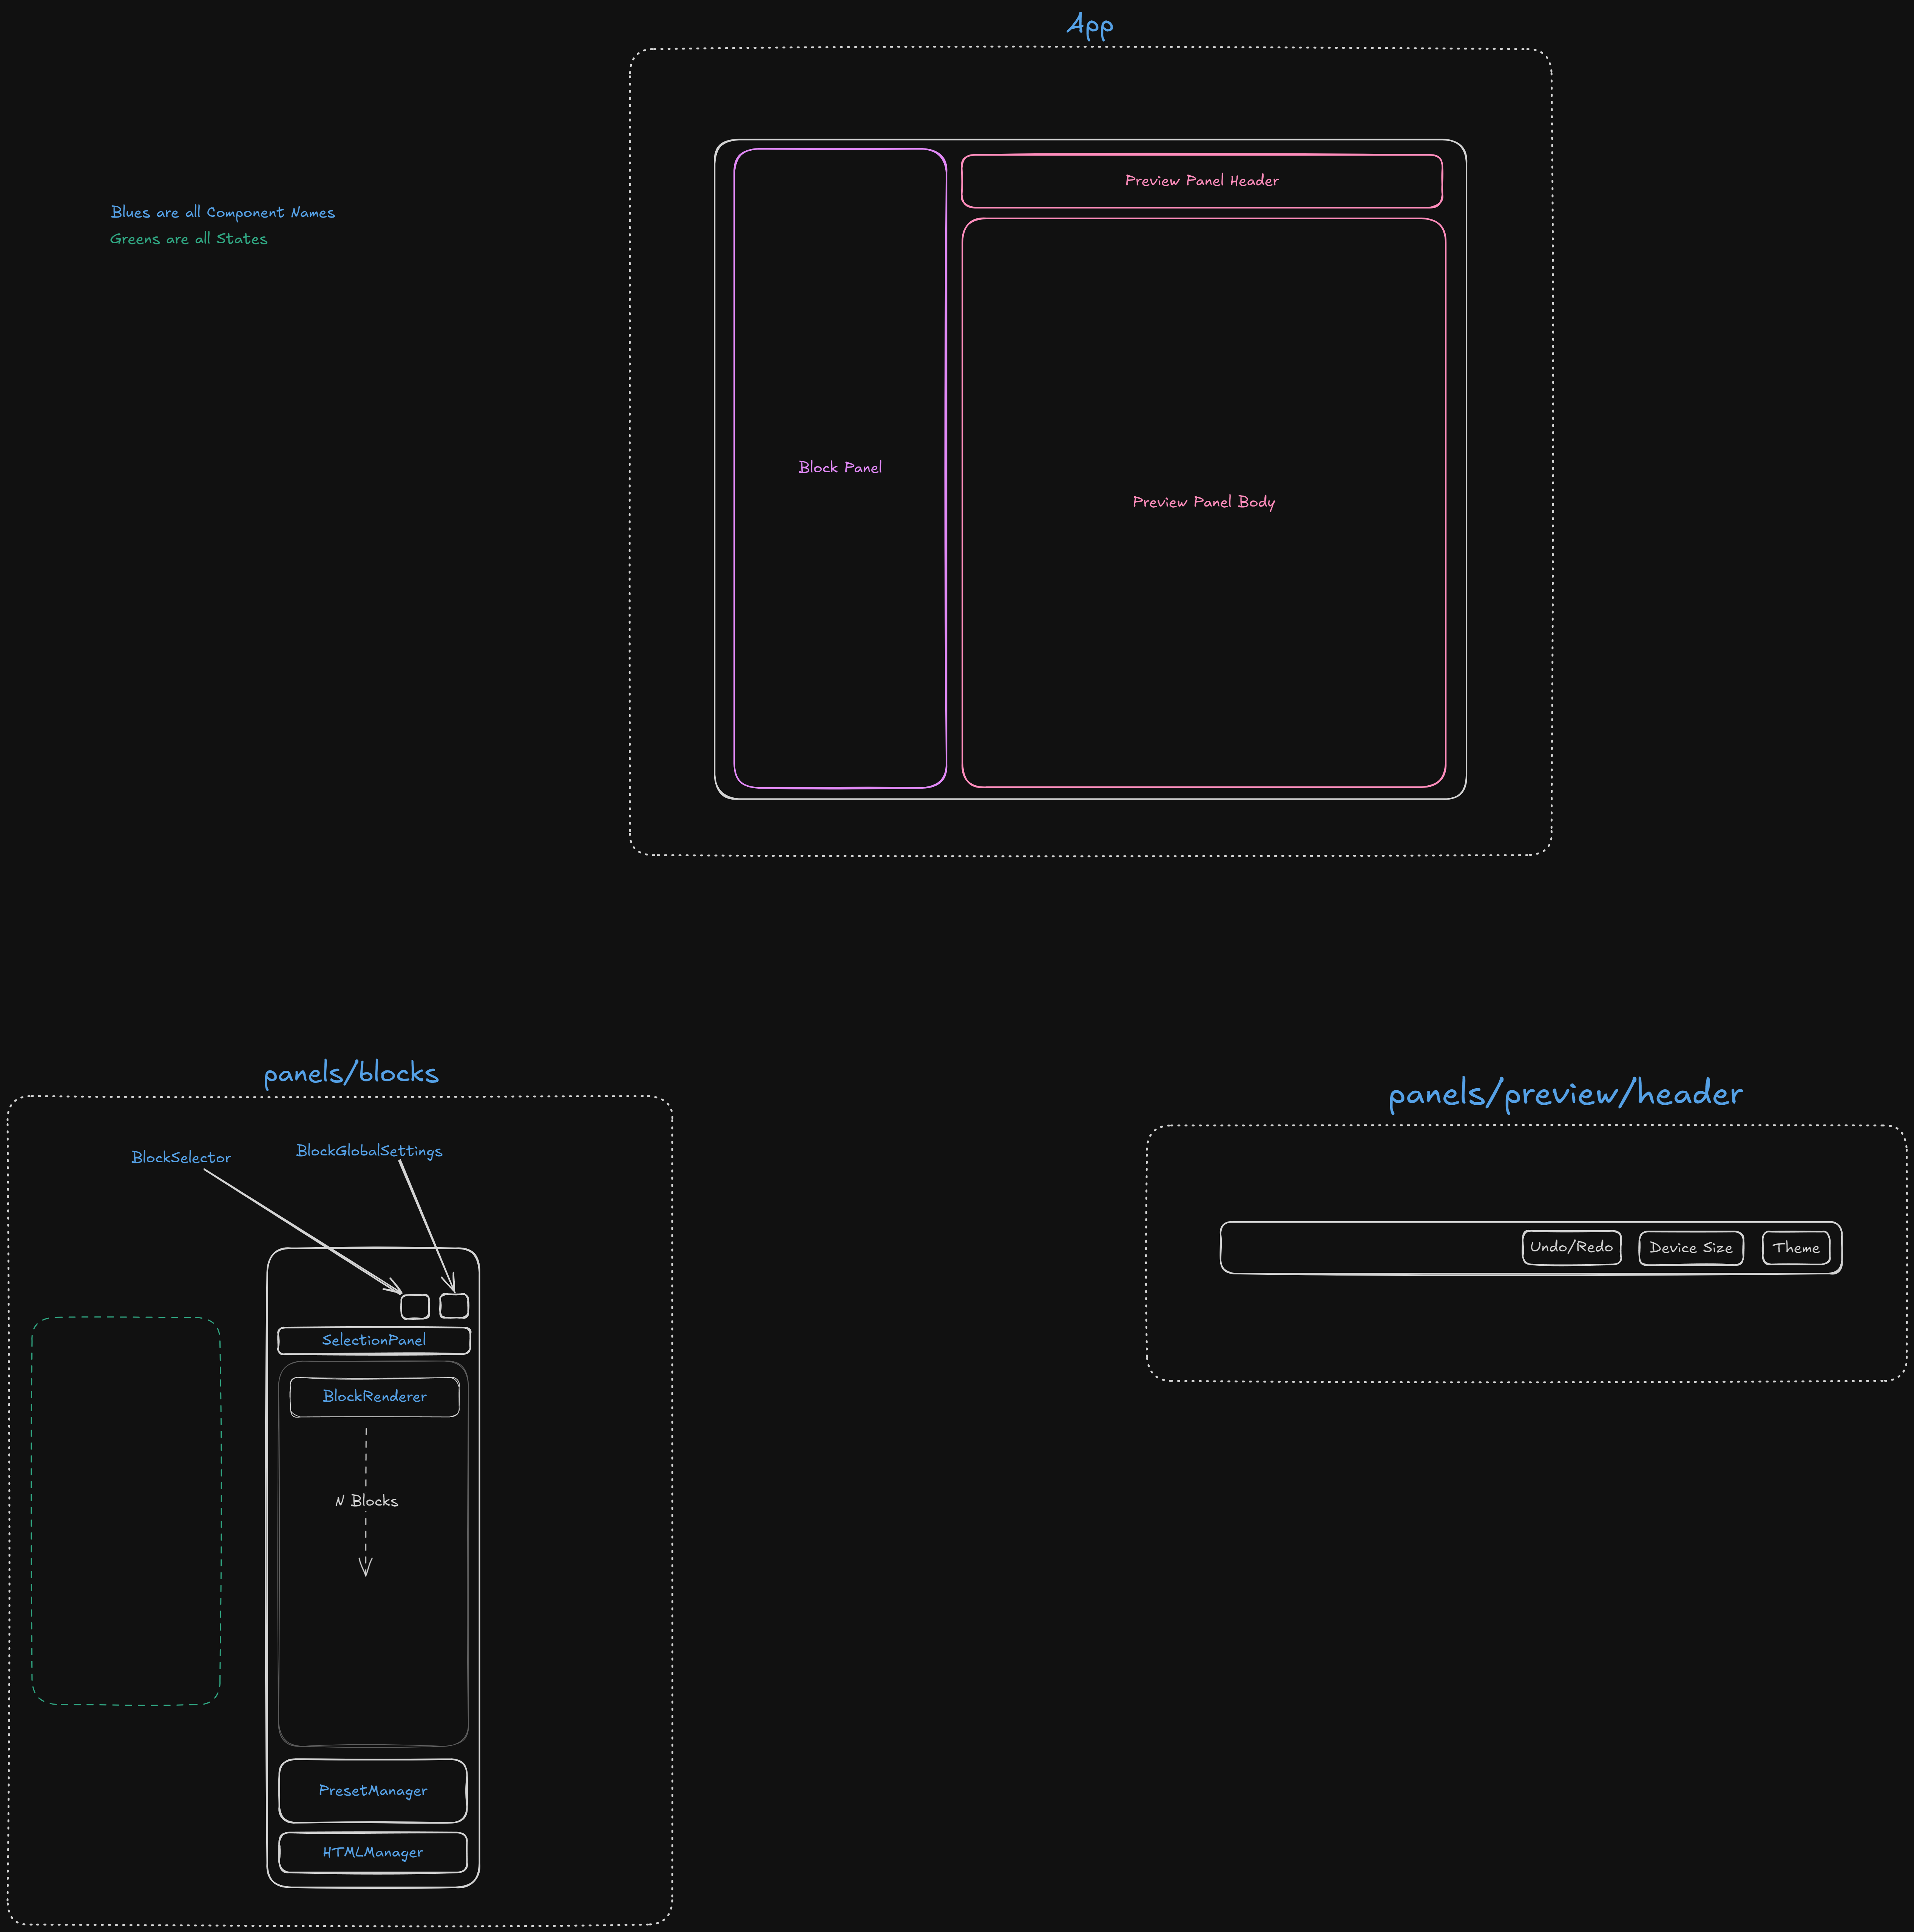 App
Preview Panel Header
Blues are all Component Names
Greens are all States
Block Panel
Preview Panel Body
panels/blocks
panels/preview/header
BlockSelector
BlockGlobalSettings
Undo/Redo
Device Size
Theme
SelectionPanel
BlockRenderer
N Blocks
PresetManager
HTMLManager